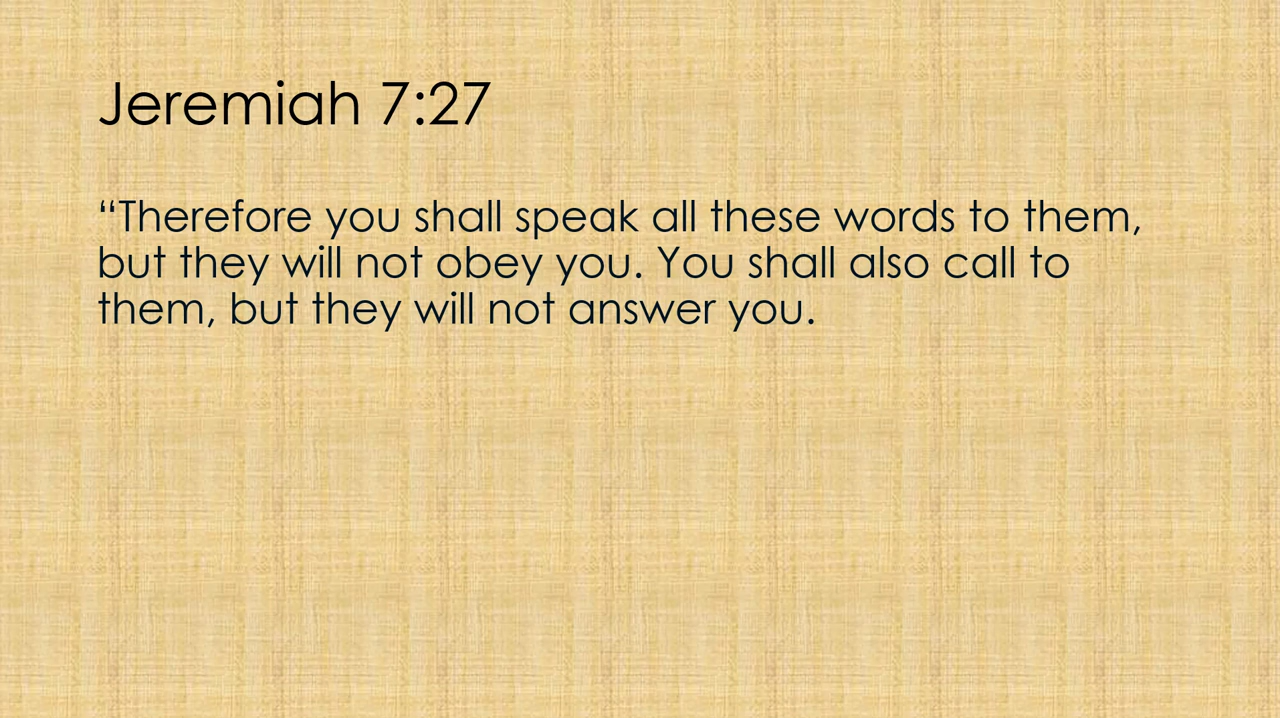 Jeremiah 7:27
“Therefore you shall speak all these words to them,
but they will not obey you. You shall also call to
them, but they will not answer you.